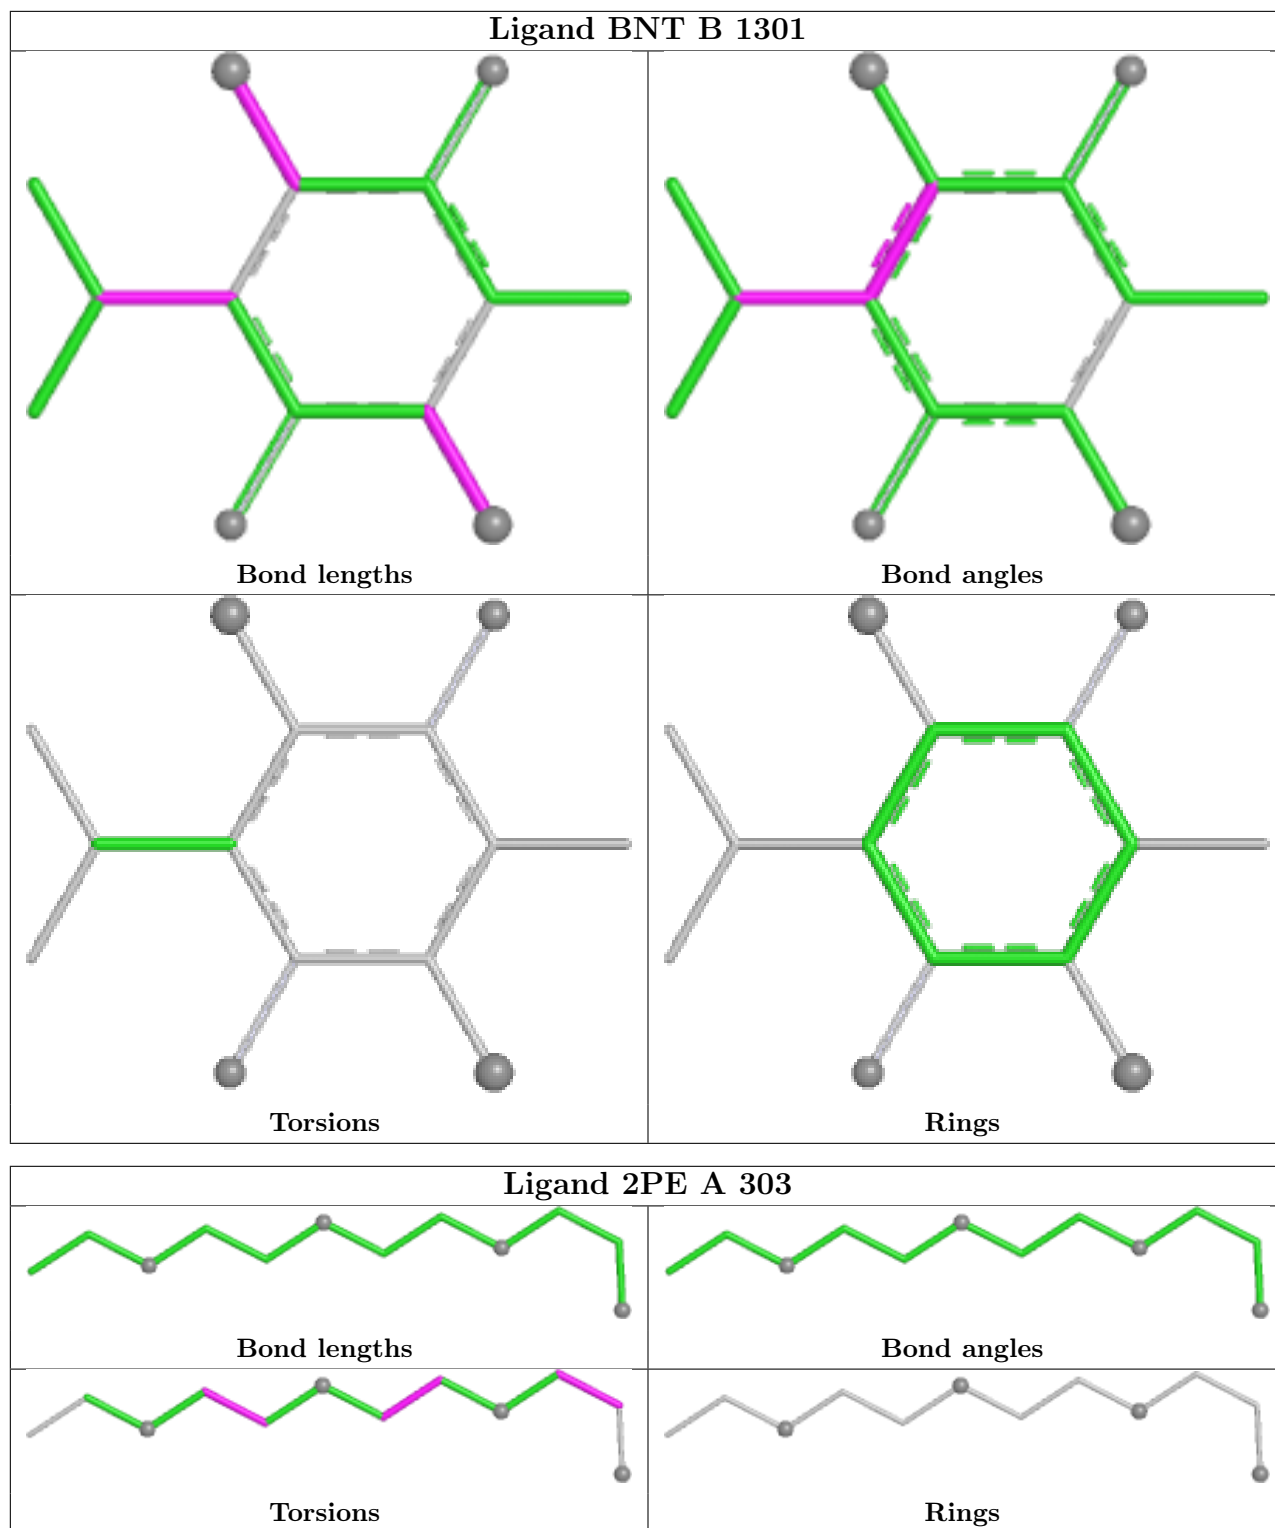 Ligand BNT B 1301
Bond lengths
Bond angles
Torsions
Rings
Ligand 2PE A 303
Bond lengths
Bond angles
Torsions
Rings